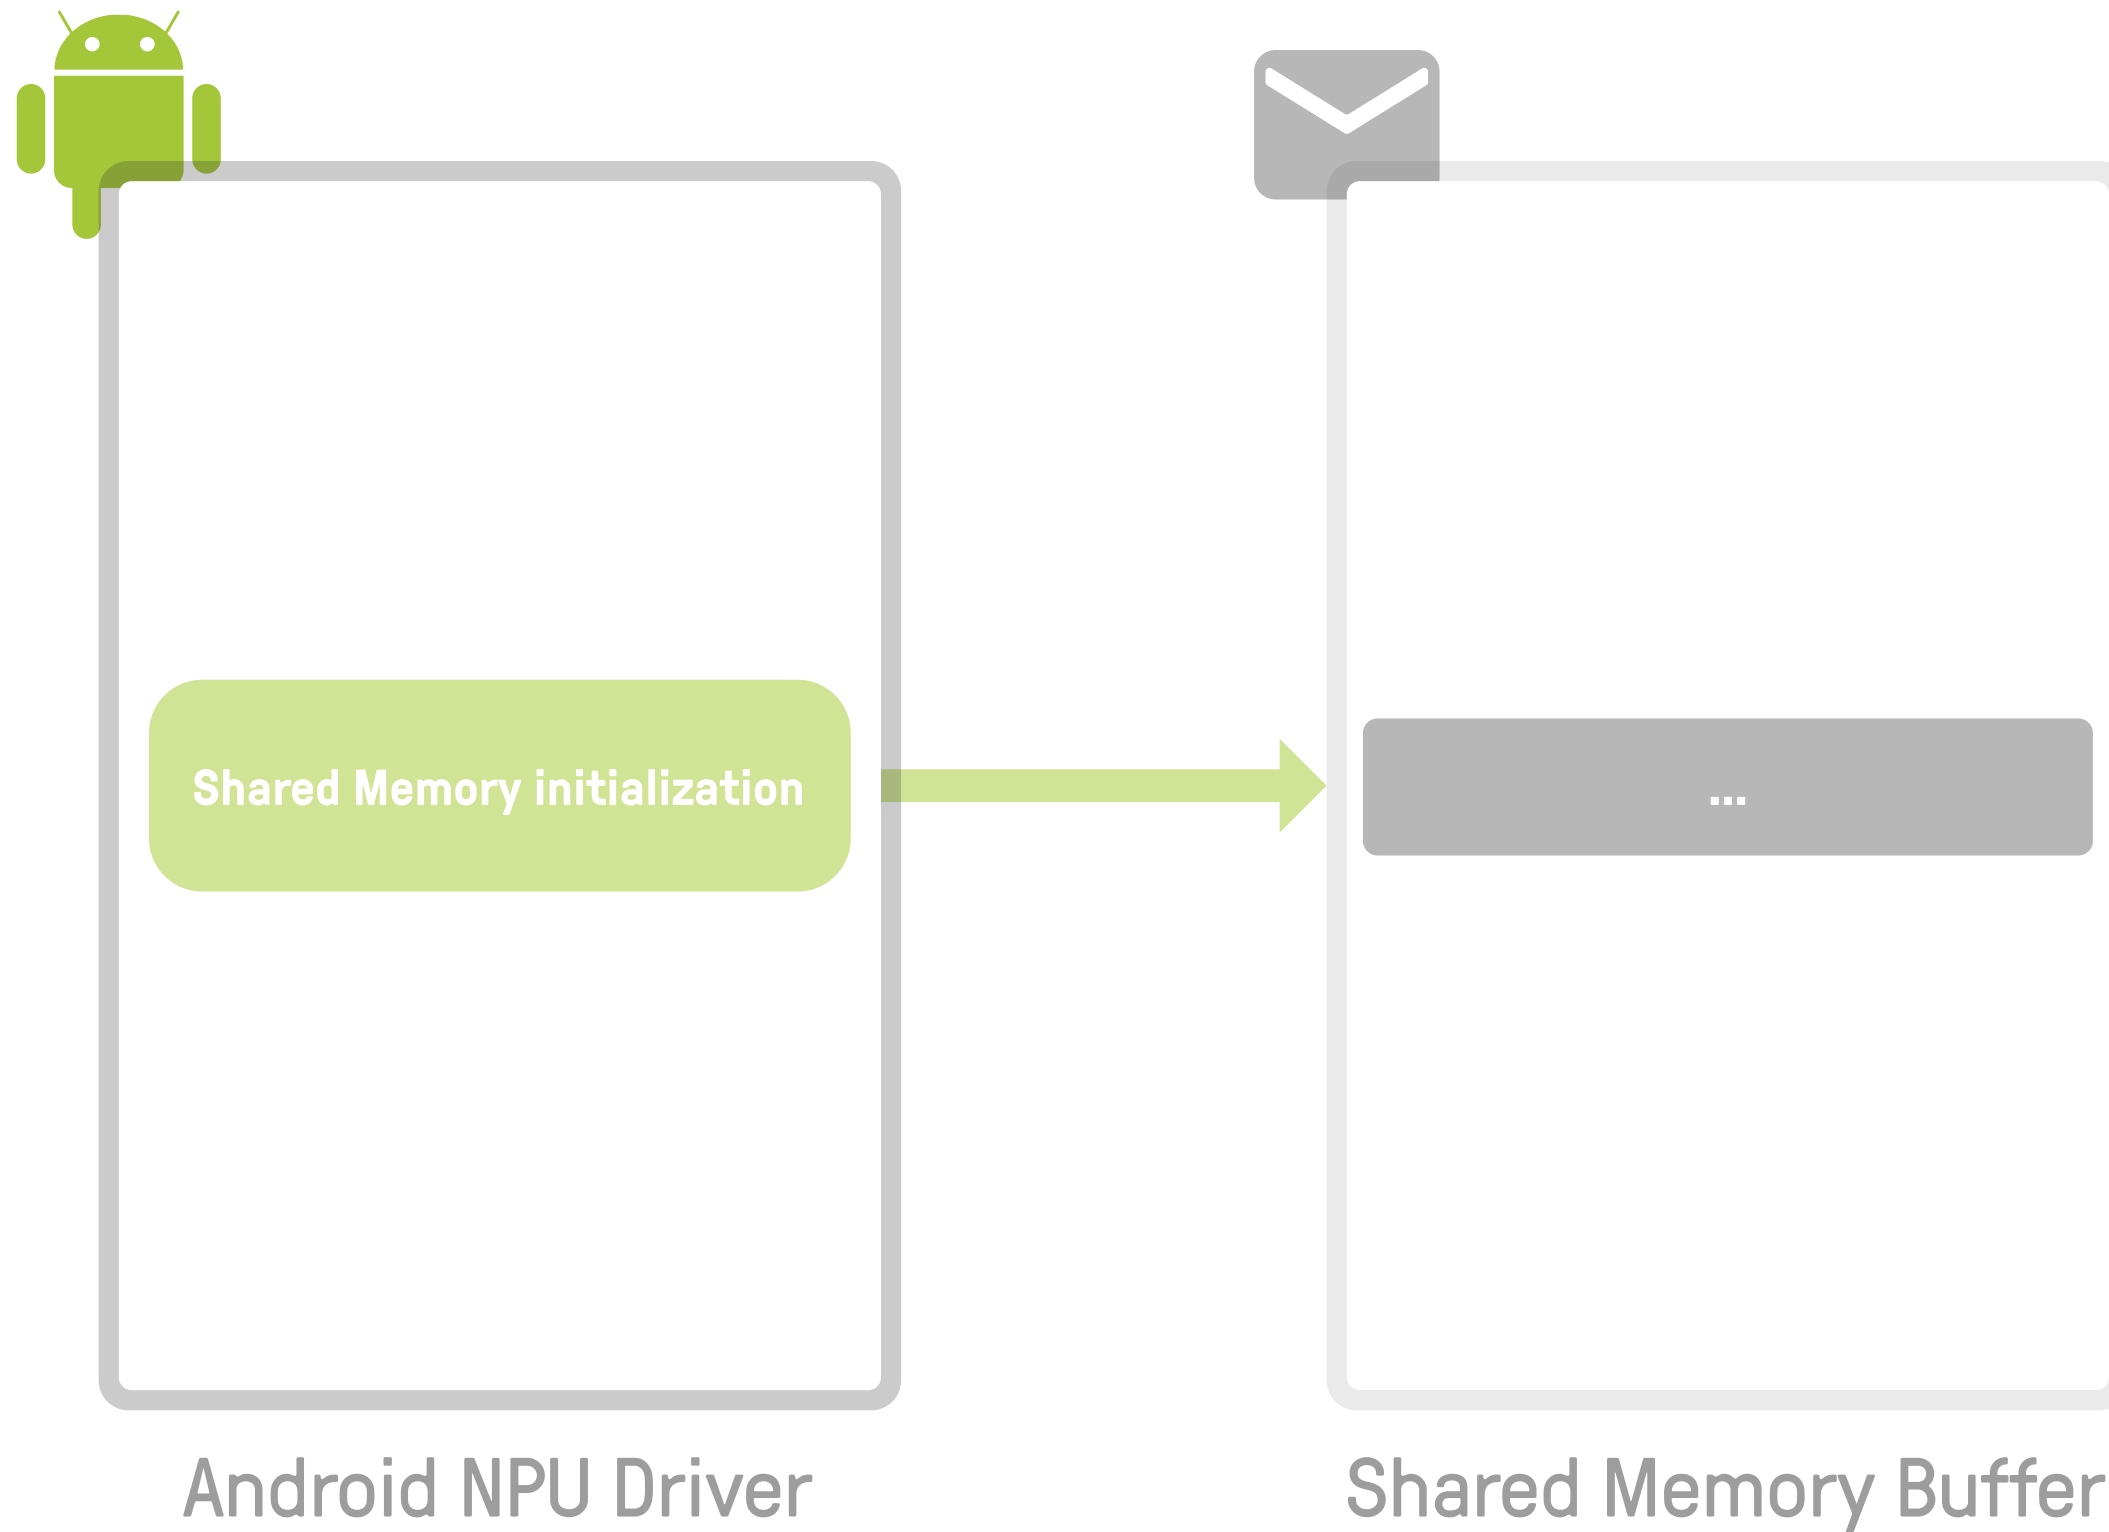 Shared Memory initialization
...
Android NPU Driver
Shared Memory Buffer